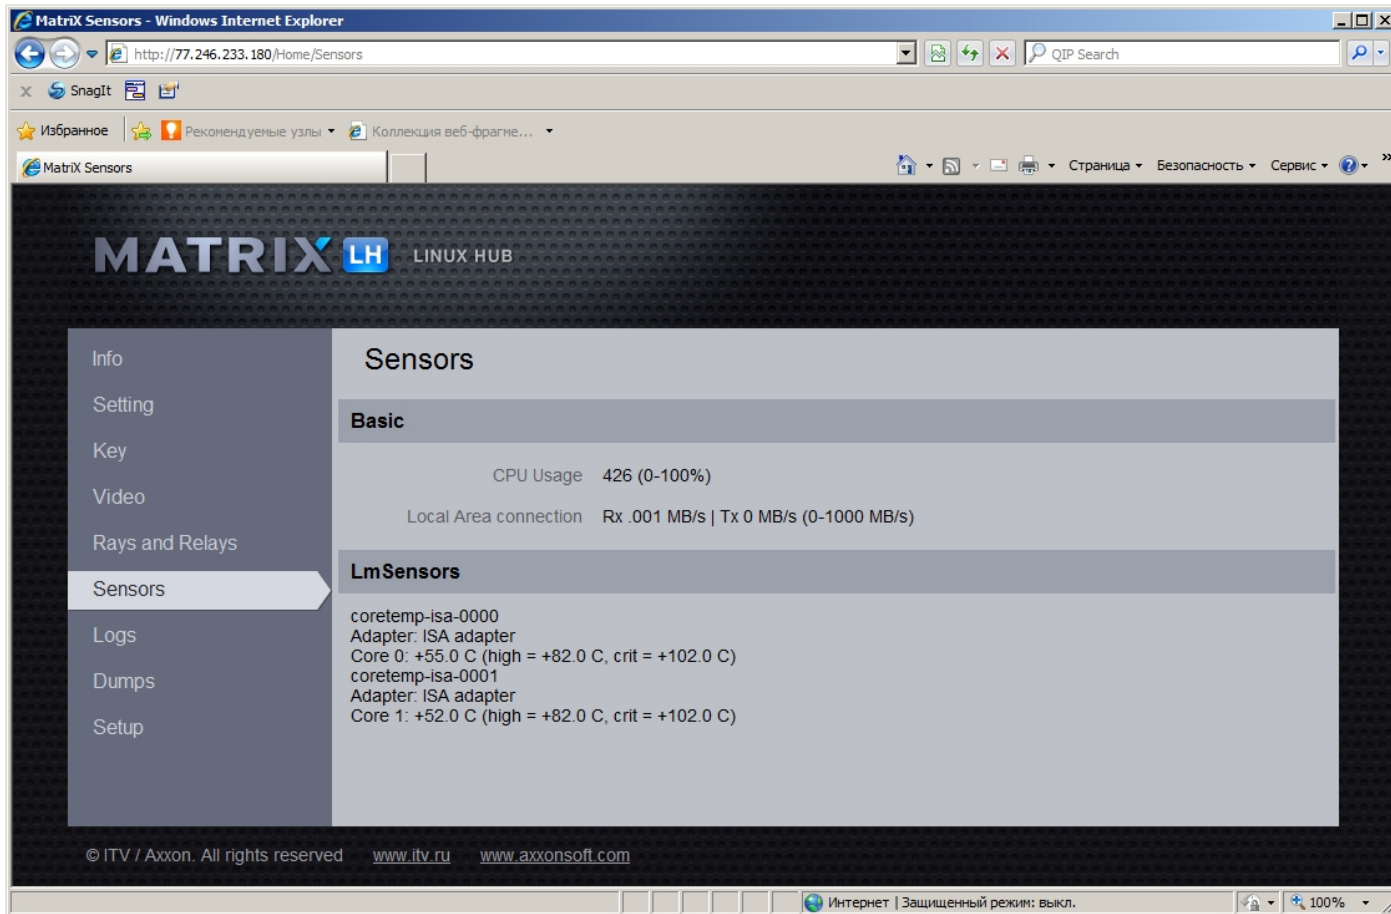 MatriX Sensors - Windows Internet Explorer
http://77.246.233.180/Home/Sensors
QIP Search
x SnagIt
Избранное Рекомендуемые узлы Коллекция веб-фрагме...
MatriX Sensors
Страница Безопасность Сервис
MATRIX LH LINUX HUB
Info
Setting
Key
Video
Rays and Relays
Sensors
Logs
Dumps
Setup
Sensors
Basic
CPU Usage 426 (0-100%)
Local Area connection Rx .001 MB/s | Tx 0 MB/s (0-1000 MB/s)
LmSensors
coretemp-isa-0000
Adapter: ISA adapter
Core 0: +55.0 C (high = +82.0 C, crit = +102.0 C)
coretemp-isa-0001
Adapter: ISA adapter
Core 1: +52.0 C (high = +82.0 C, crit = +102.0 C)
© ITV / Axxon. All rights reserved www.itv.ru www.axxonsoft.com
Интернет | Защищенный режим: выкл.
100%